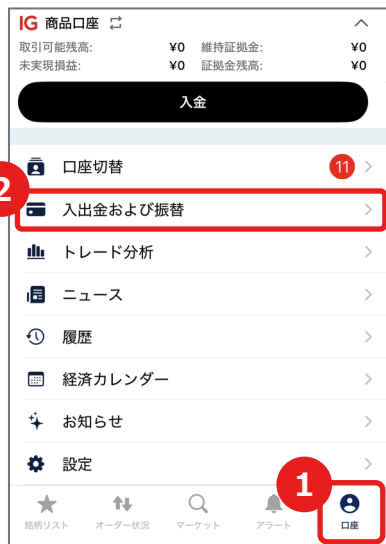 IG 商品口座
取引可能残高: ¥0 維持証拠金: ¥0
未実現損益: ¥0 証拠金残高: ¥0
入金
口座切替 11
2
入出金および振替
トレード分析
ニュース
履歴
経済カレンダー
お知らせ
設定
1
銘柄リスト オーダー状況 マーケット アラート 口座